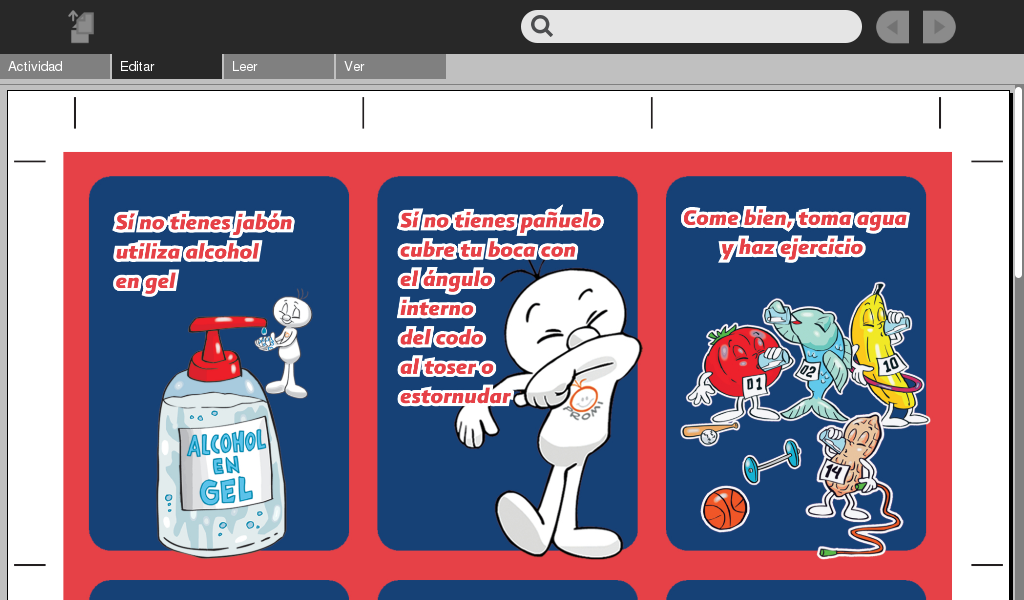 Actividad
Editar
Leer
Ver
Sí no tienes jabón
utiliza alcohol
en gel
ALCOHOL
EN
GEL
Sí no tienes pañuelo
cubre tu boca con
el ángulo
interno
del codo
al toser o
estornudar
PROMI
Come bien, toma agua
y haz ejercicio
01
02
10
14